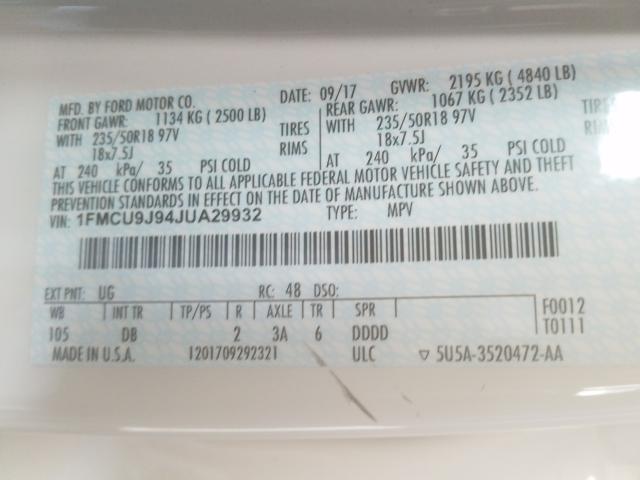 MFD. BY FORD MOTOR CO. DATE: 09/17 GVWR: 2195 KG ( 4840 LB)
FRONT GAWR: 1134 KG ( 2500 LB) REAR GAWR: 1067 KG ( 2352 LB)
WITH 235/50R18 97V TIRES WITH 235/50R18 97V TIRES
18x7.5J RIMS 18x7.5J RIMS
AT 240 kPa/ 35 PSI COLD AT 240 kPa/ 35 PSI COLD
THIS VEHICLE CONFORMS TO ALL APPLICABLE FEDERAL MOTOR VEHICLE SAFETY AND THEFT
PREVENTION STANDARDS IN EFFECT ON THE DATE OF MANUFACTURE SHOWN ABOVE.
VIN: 1FMCU9J94JUA29932 TYPE: MPV
EXT PNT: UG RC: 48 DSO:
WB INT TR TP/PS R AXLE TR SPR F0012
105 DB 2 3A 6 DDDD T0111
MADE IN U.S.A. 1201709292321 ULC ▽ 5U5A-3520472-AA